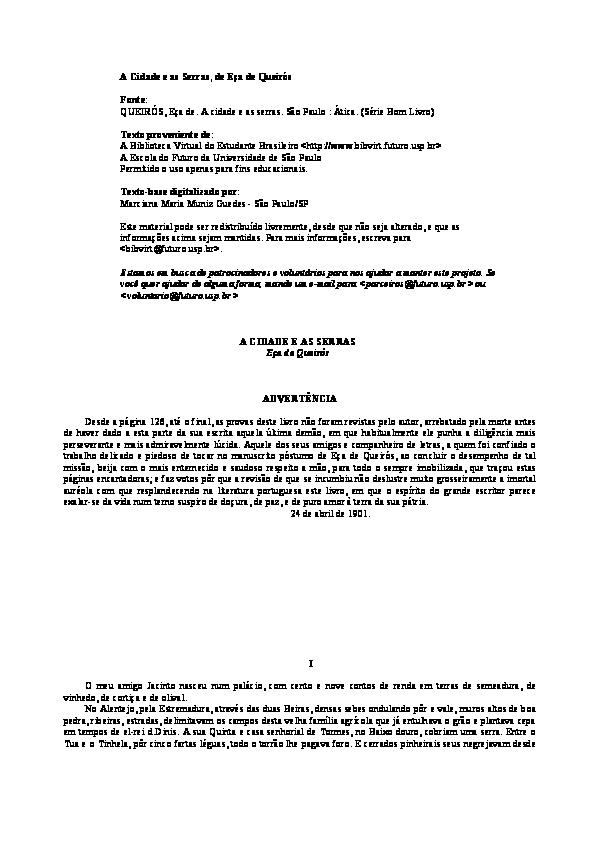 A Cidade e as Serras, de Eça de Queirós
Fonte:
QUEIRÓS, Eça de. A cidade e as serras. São Paulo : Ática. (Série Bom Livro)
Texto proveniente de:
A Biblioteca Virtual do Estudante Brasileiro <http://www.bibvirt.futuro.usp.br>
A Escola do Futuro da Universidade de São Paulo
Permitido o uso apenas para fins educacionais.
Texto-base digitalizado por:
Marciana Maria Muniz Guedes - São Paulo/SP
Este material pode ser redistribuído livremente, desde que não seja alterado, e que as
informações acima sejam mantidas. Para mais informações, escreva para
<bibvirt@futuro.usp.br>.
Estamos em busca de patrocinadores e voluntários para nos ajudar a manter este projeto. Se
você quer ajudar de alguma forma, mande um e-mail para <parceiros@futuro.usp.br> ou
<voluntario@futuro.usp.br>
A CIDADE E AS SERRAS
Eça de Queirós
ADVERTÊNCIA
Desde a página 126, até o final, as provas deste livro não foram revistas pelo autor, arrebatado pela morte antes
de haver dado a esta parte da sua escrita aquela última demão, em que habitualmente ele punha a diligência mais
perseverante e mais admiravelmente lúcida. Aquele dos seus amigos e companheiro de letras, a quem foi confiado o
trabalho delicado e piedoso de tocar no manuscrito póstumo de Eça de Queirós, ao concluir o desempenho de tal
missão, beija com o mais enternecido e saudoso respeito a mão, para todo o sempre imobilizada, que traçou estas
páginas encantadoras; e faz votos pôr que a revisão de que se incumbiu não deslustre muito grosseiramente a imortal
auréola com que resplandecendo na literatura portuguesa este livro, em que o espírito do grande escritor parece
exalar-se da vida num terno suspiro de doçura, de paz, e de puro amor à terra da sua pátria.
24 de abril de 1901.
I
O meu amigo Jacinto nasceu num palácio, com cento e nove contos de renda em terras de semeadura, de
vinhedo, de cortiça e de olival.
No Alentejo, pela Estremadura, através das duas Beiras, densas sebes ondulando pôr e vale, muros altos de boa
pedra, ribeiras, estradas, delimitavam os campos desta velha família agrícola que já entulhava o grão e plantava cepa
em tempos de el-rei d.Dinis. A sua Quinta e casa senhorial de Tormes, no Baixo douro, cobriam uma serra. Entre o
Tua e o Tinhela, pôr cinco fartas léguas, todo o torrão lhe pagava foro. E cerrados pinheirais seus negrejavam desde